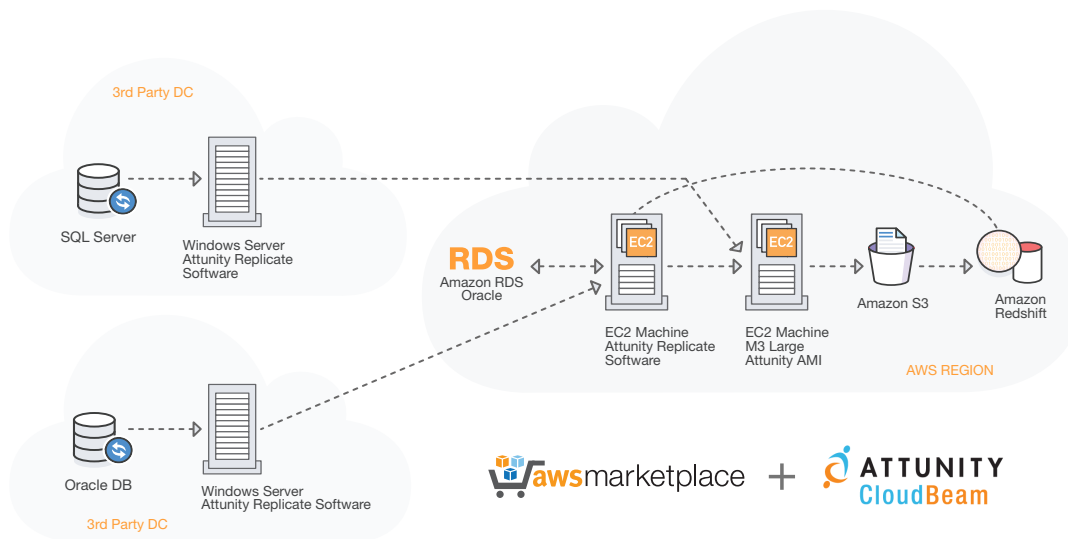 3rd Party DC
SQL Server
Windows Server
Attunity Replicate
Software
RDS
Amazon RDS
Oracle
EC2
EC2 Machine
Attunity Replicate
Software
EC2
EC2 Machine
M3 Large
Attunity AMI
Amazon S3
Amazon
Redshift
AWS REGION
Oracle DB
Windows Server
Attunity Replicate Software
3rd Party DC
awsmarketplace
+
ATTUNITY
CloudBeam